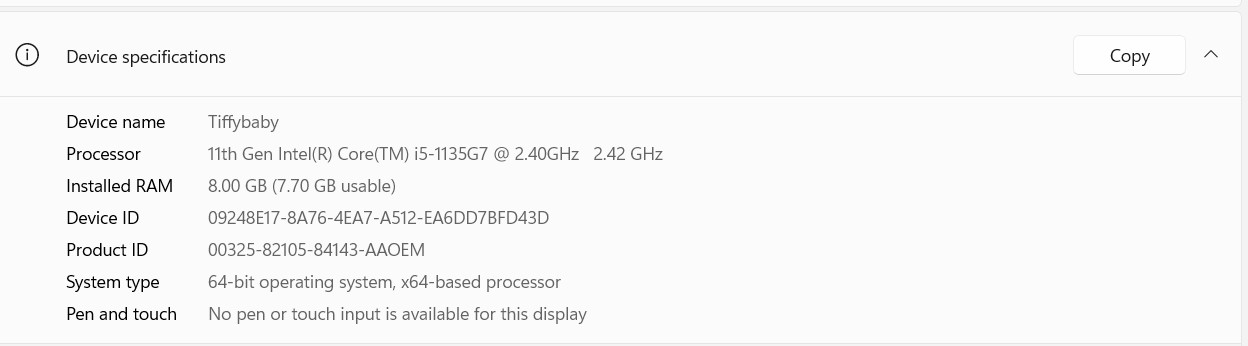 Device specifications
Copy
Device name Tiffybaby
Processor 11th Gen Intel(R) Core(TM) i5-1135G7 @ 2.40GHz 2.42 GHz
Installed RAM 8.00 GB (7.70 GB usable)
Device ID 09248E17-8A76-4EA7-A512-EA6DD7BFD43D
Product ID 00325-82105-84143-AAOEM
System type 64-bit operating system, x64-based processor
Pen and touch No pen or touch input is available for this display